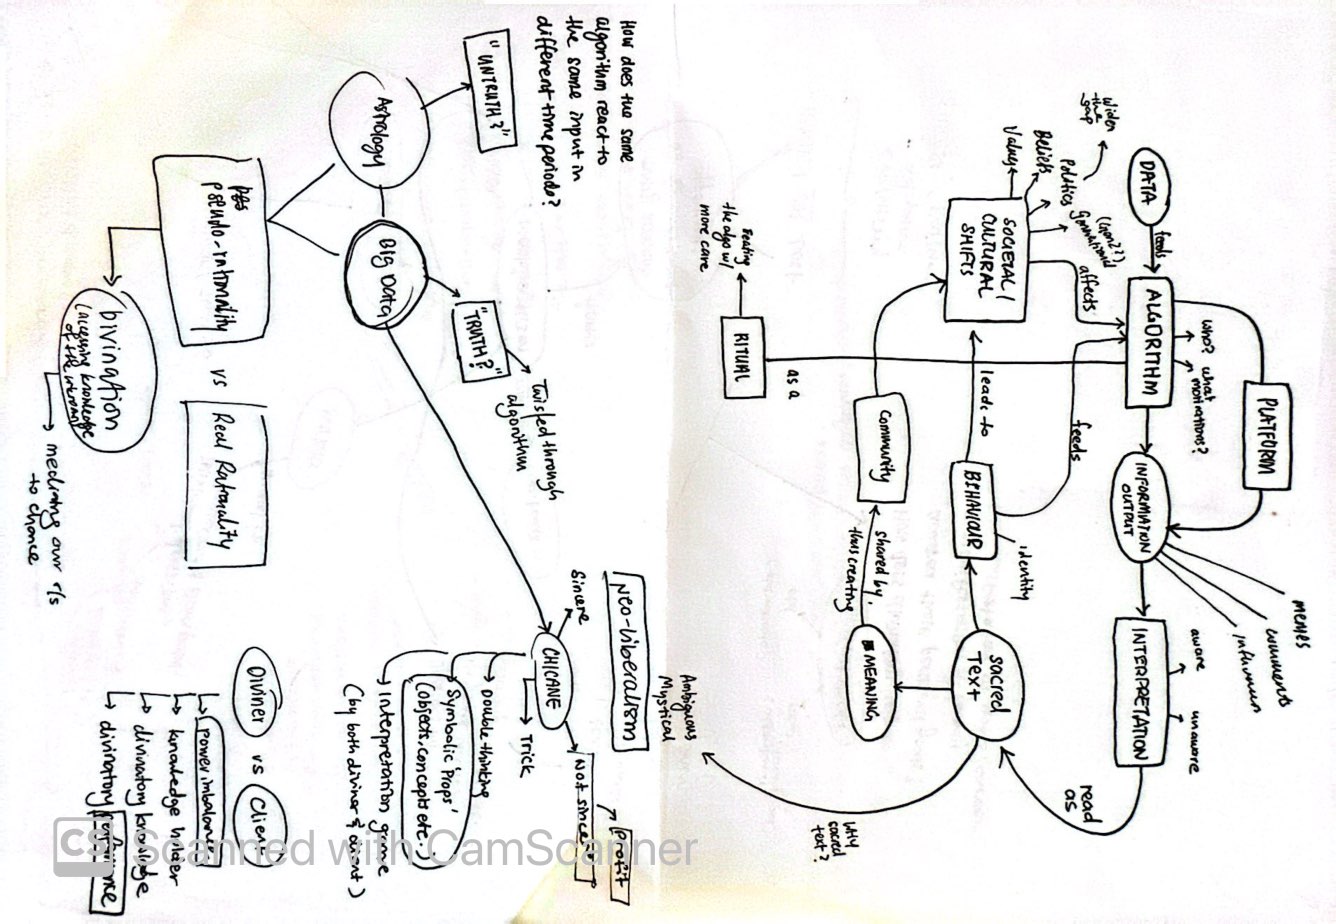 PLATFORM
memes
comments
who?
what
motivations?
aware
unaware
DATA
feeds
ALGORITHM
INFORMATION
OUTPUT
INTERPRETATION
widen
the
gap
Politics
Generational
affects
feeds
read
as
Beliefs
Values
SOCIETAL /
CULTURAL
SHIFTS
leads to
identity
BEHAVIOUR
sacred
Text
Community
shared by,
thus creating
MEANING
WHY
sacred
text?
as a
RITUAL
the algo w/
more care
Ambiguous
Mystical
Neo-liberalism
How does the same
algorithm react to
the same input in
different time periods?
Sincere
Not sincere
Profit
CHICANE
Trick
Double thinking
Symbolic 'Props'
(objects, concepts etc.)
Interpretation game
(by both diviner & client)
"UNTRUTH?"
"TRUTH?"
Twisted through
algorithm
Astrology
BIG DATA
pseudo-rationality
vs
Real Rationality
Divination
(accessing knowledge
of the unknown)
mediating our r/s
to chance
Diviner
vs
Client
power imbalance
knowledge holder
divinatory knowledge
divinatory performance
CS Scanned with CamScanner